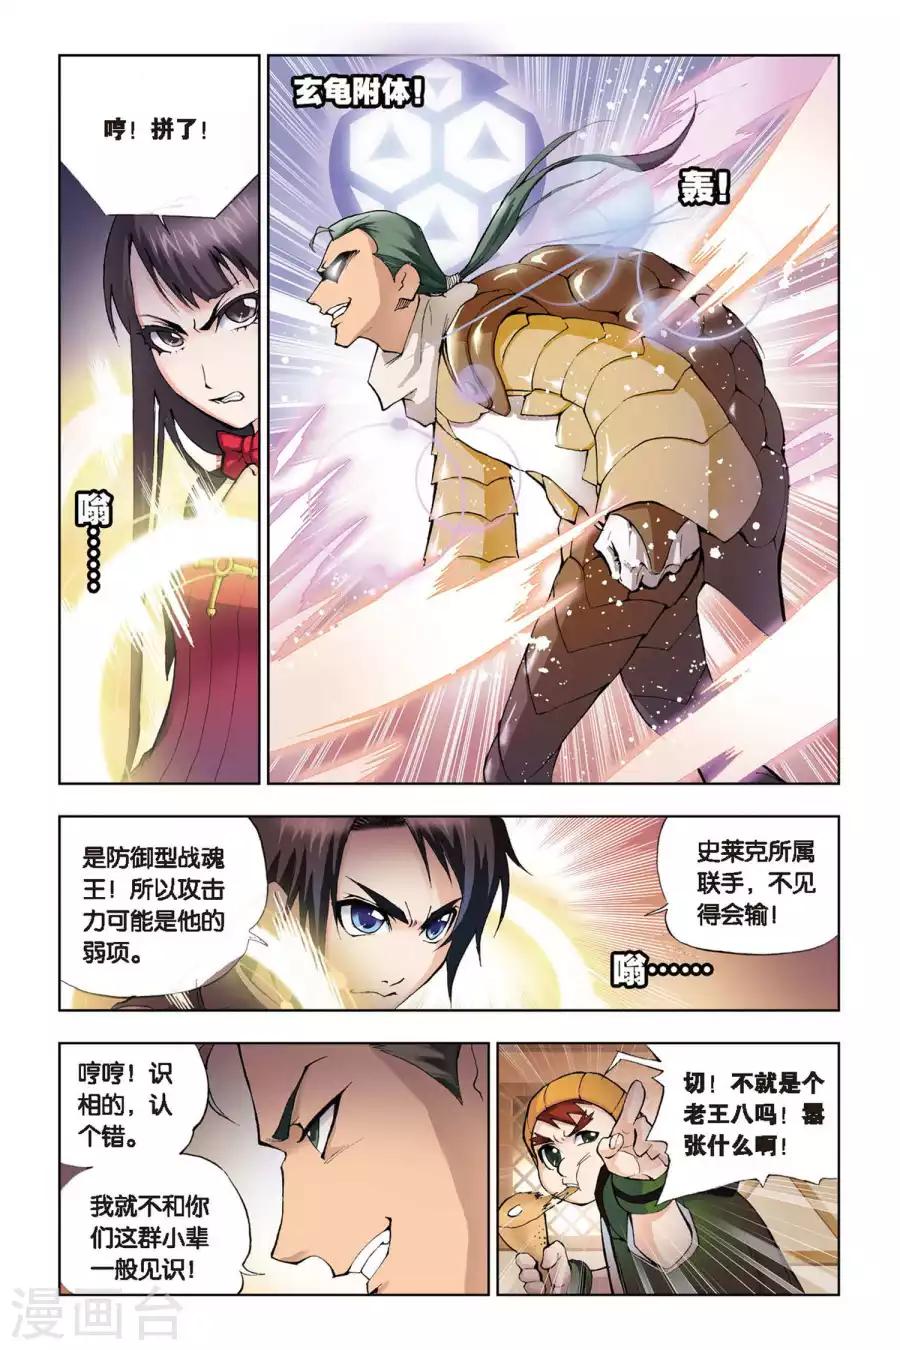 哼！拼了！
嗡……
玄龟附体！
轰！
是防御型战魂
王！所以攻击
力可能是他的
弱项。
史莱克所属
联手，不见
得会输！
嗡……
哼哼！识
相的，认
个错。
我就不和你
们这群小辈
一般见识！
切！不就是个
老王八吗！嚣
张什么啊！
漫画台